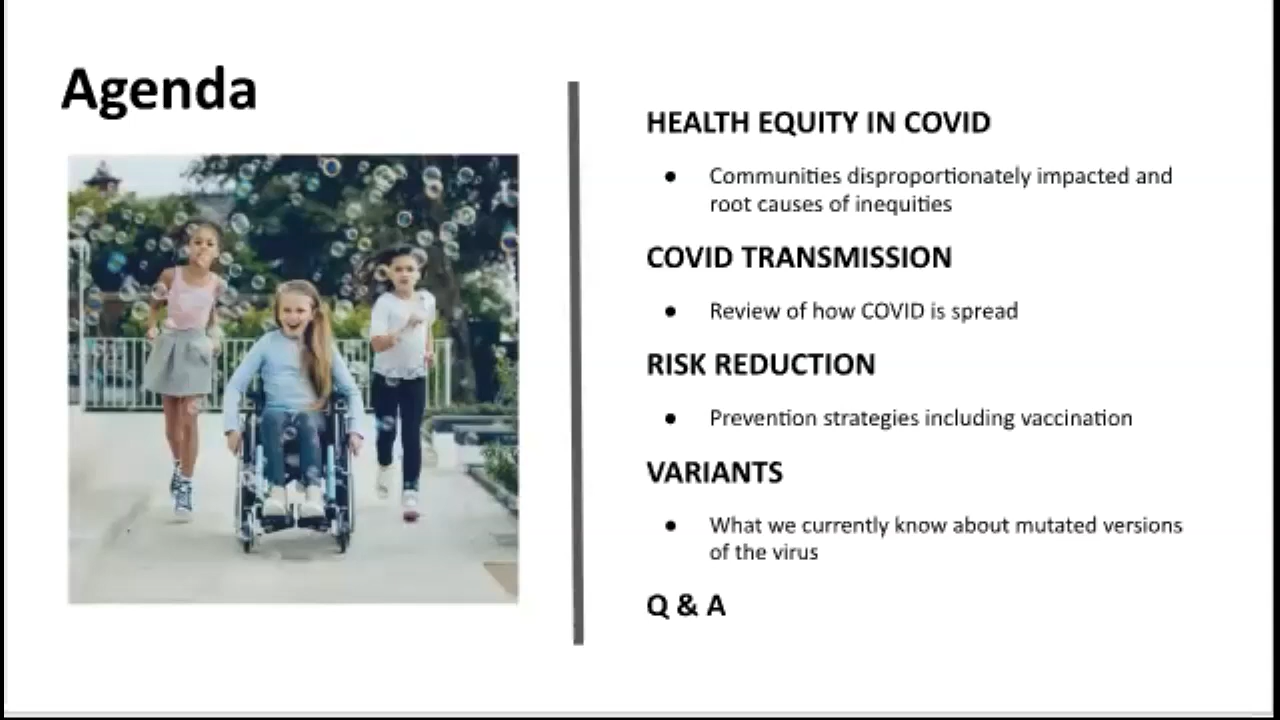 Agenda
HEALTH EQUITY IN COVID
● Communities disproportionately impacted and
root causes of inequities
COVID TRANSMISSION
● Review of how COVID is spread
RISK REDUCTION
● Prevention strategies including vaccination
VARIANTS
● What we currently know about mutated versions
of the virus
Q & A